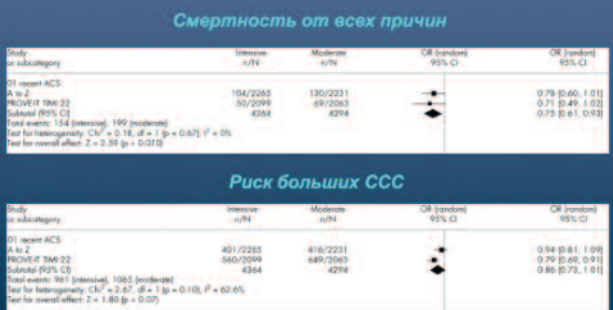 Смертность от всех причин
Study Intensive Moderate OR (random) OR (random)
or subcategory n/N n/N 95% CI 95% CI
01 recent ACS
A to Z 104/2265 130/2231 0.78 (0.60, 1.01)
PROVE-IT TIMI 22 50/2099 69/2063 0.71 (0.49, 1.02)
Subtotal (95% CI) 4364 4294 0.75 (0.61, 0.93)
Total events: 154 (intensive), 199 (moderate)
Test for heterogeneity: Chi² = 0.18, df = 1 (p = 0.67), I² = 0%
Test for overall effect: Z = 2.59 (p = 0.010)
Риск больших ССС
Study Intensive Moderate OR (random) OR (random)
or subcategory n/N n/N 95% CI 95% CI
01 recent ACS
A to Z 401/2265 416/2231 0.94 (0.81, 1.09)
PROVE-IT TIMI 22 560/2099 649/2063 0.79 (0.69, 0.91)
Subtotal (95% CI) 4364 4294 0.86 (0.73, 1.01)
Total events: 961 (intensive), 1065 (moderate)
Test for heterogeneity: Chi² = 2.67, df = 1 (p = 0.10), I² = 62.6%
Test for overall effect: Z = 1.80 (p = 0.07)